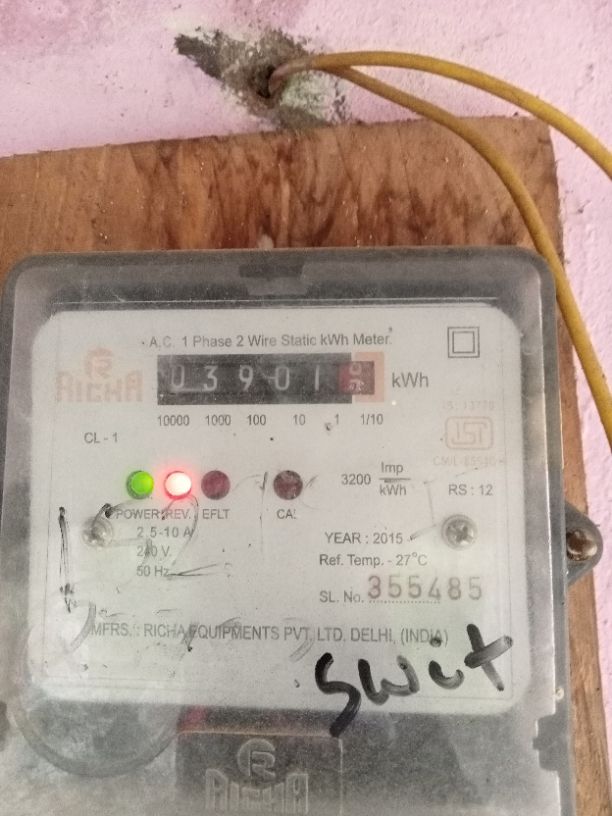 A.C. 1 Phase 2 Wire Static kWh Meter.
RICHA
03901
kWh
10000 1000 100 10 1 1/10
CL - 1
ISI
3200 Imp/kWh
RS : 12
POWER REV. EFLT CAL
2.5-10 A
240 V.
50 Hz
YEAR : 2015
Ref. Temp. - 27°C
SL. No. 355485
MFRS. : RICHA EQUIPMENTS PVT. LTD. DELHI, (INDIA)
RICHA